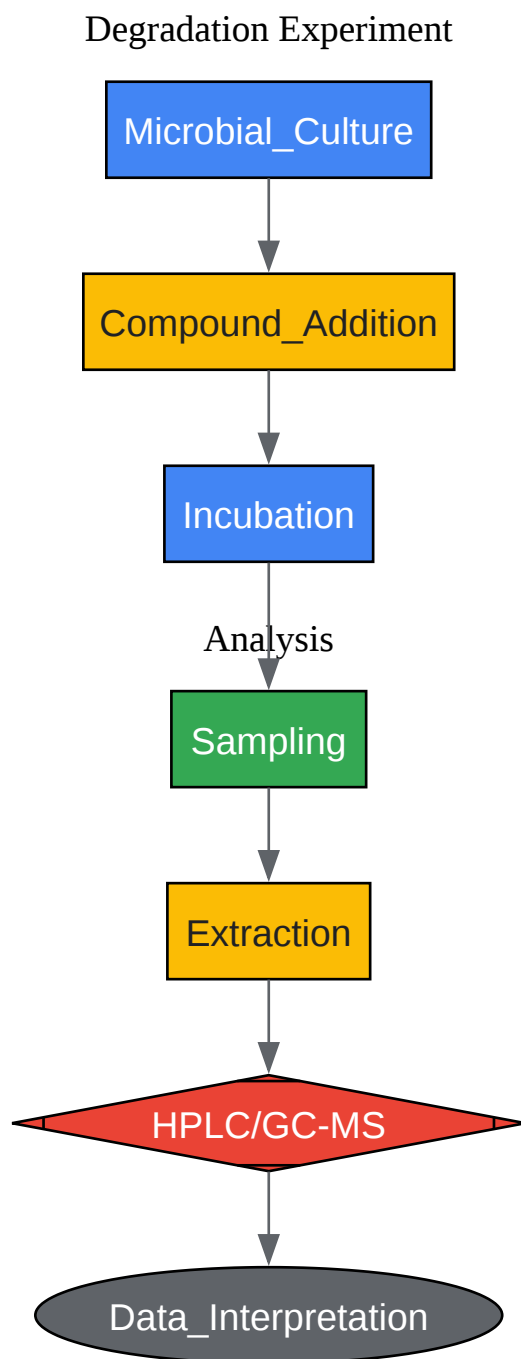 Degradation Experiment
Microbial_Culture
Compound_Addition
Incubation
Analysis
Sampling
Extraction
HPLC/GC-MS
Data_Interpretation